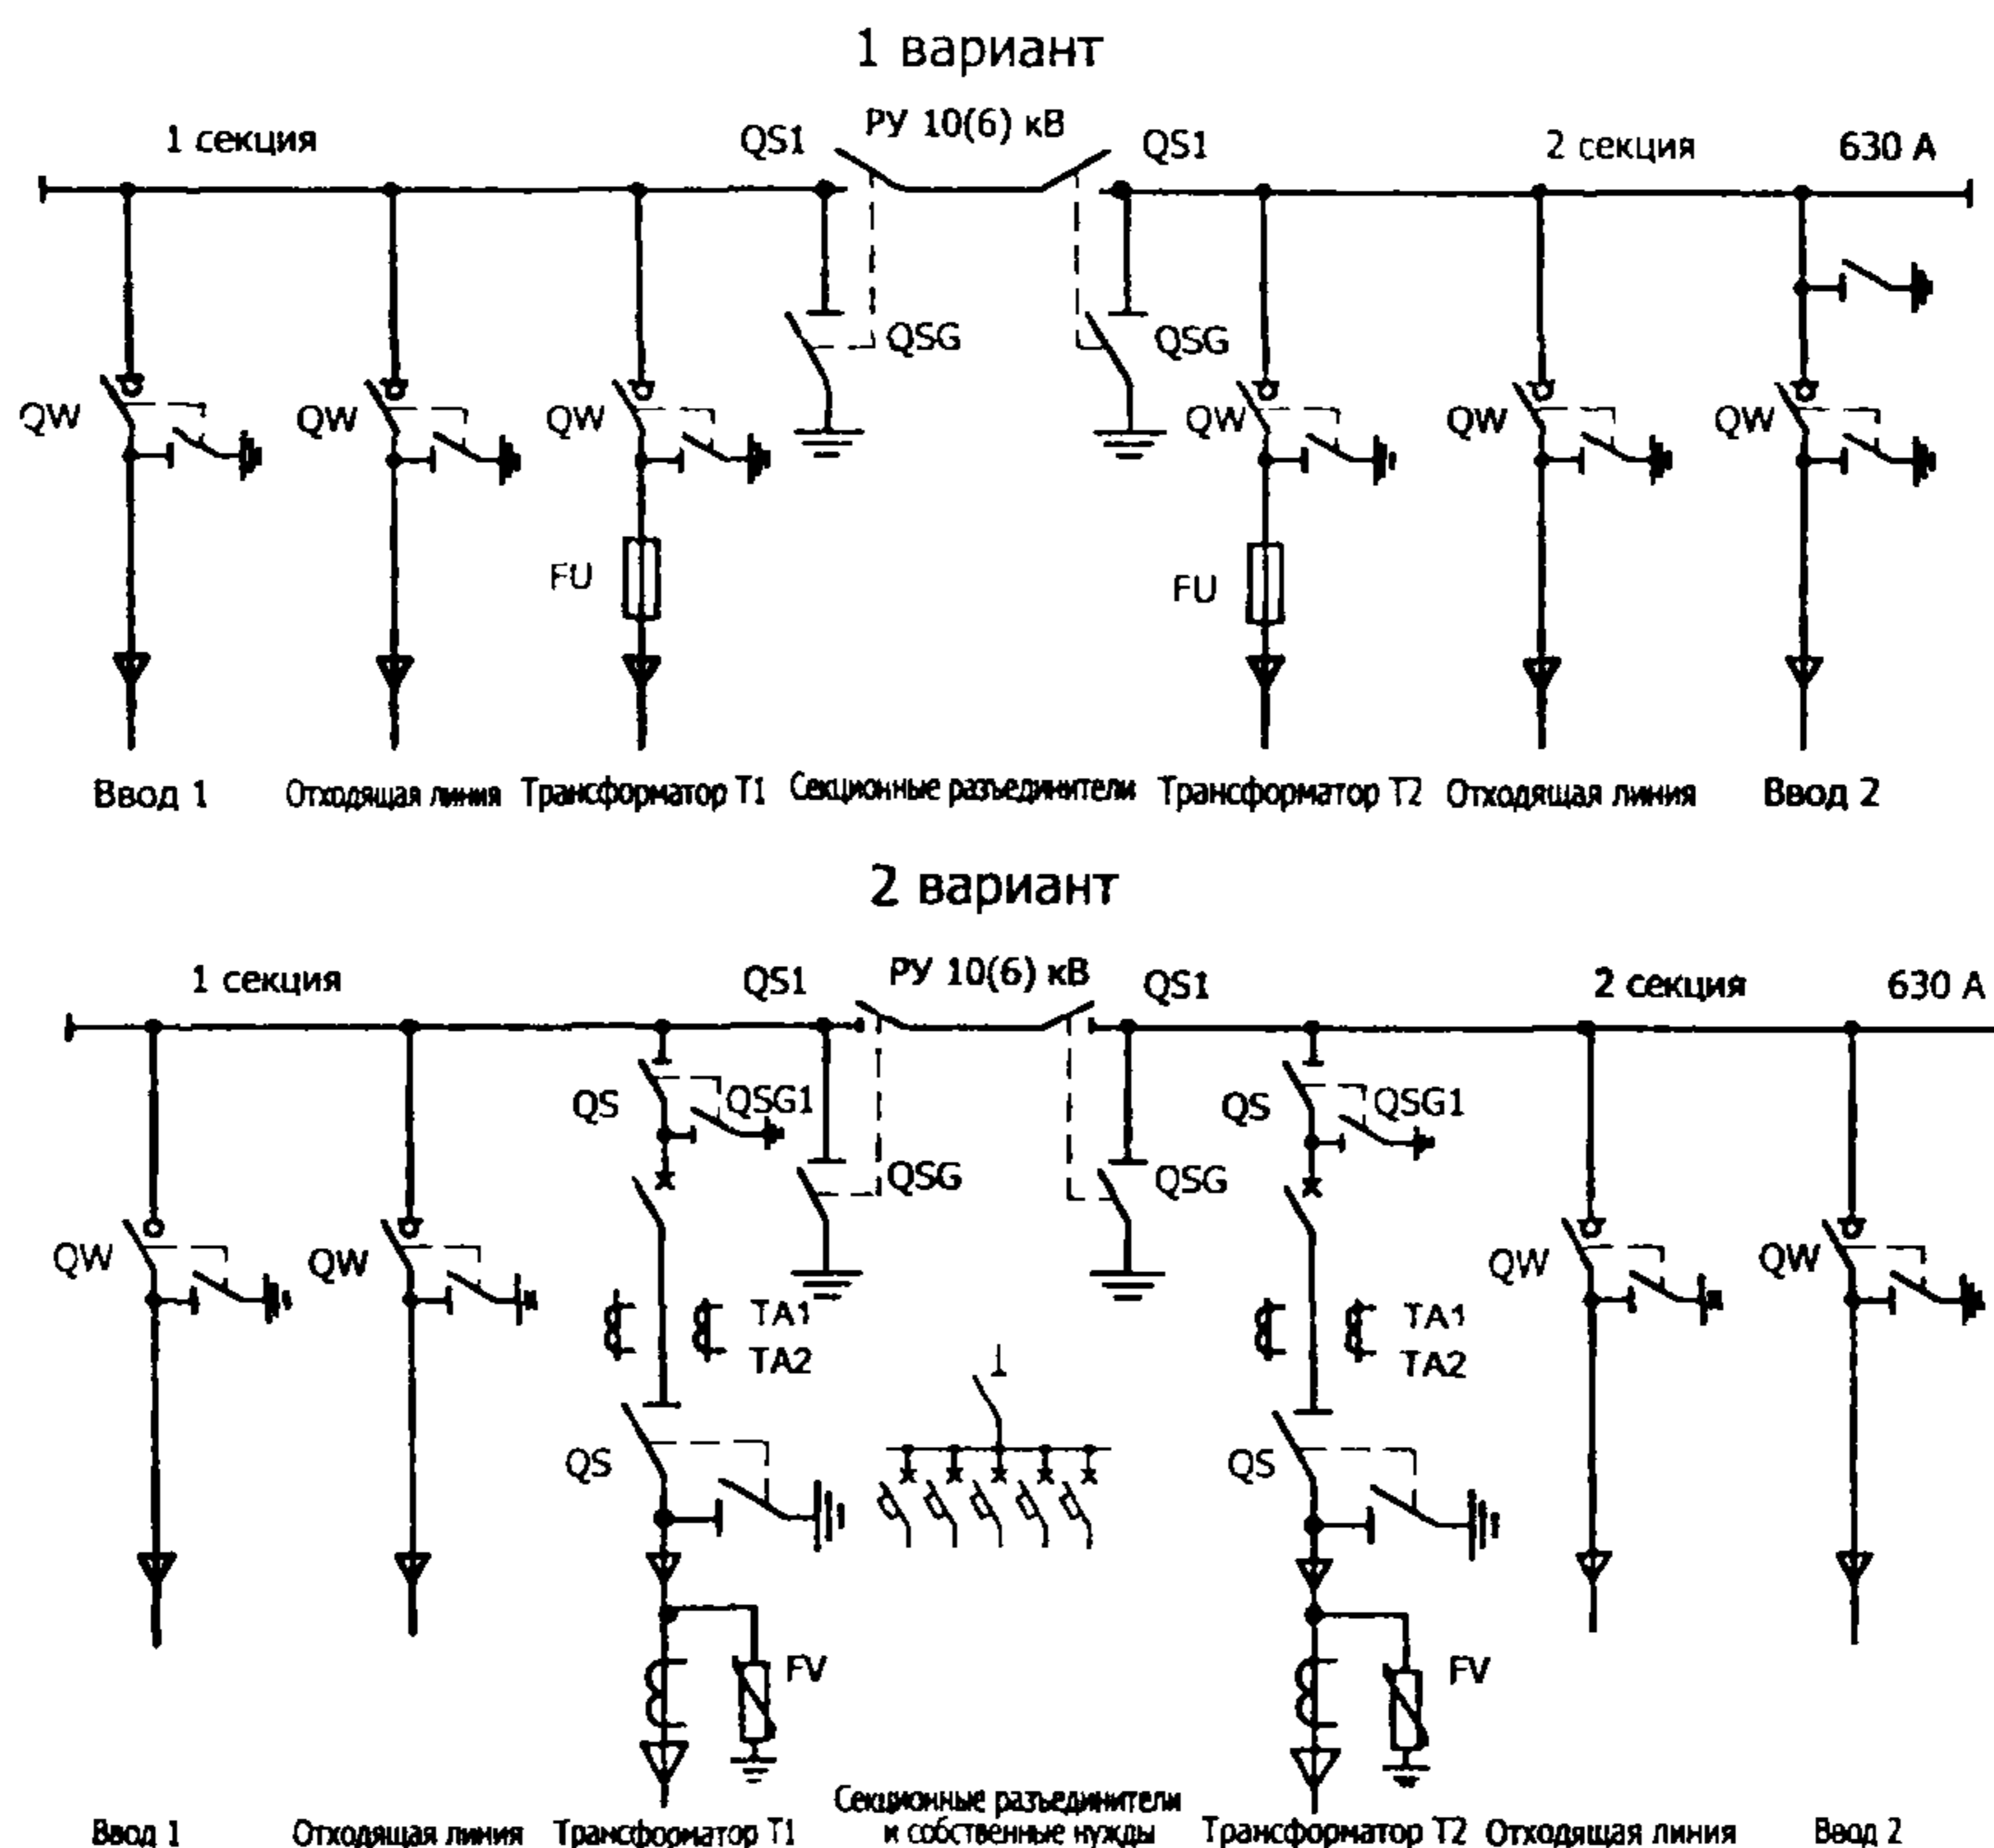 1 вариант
1 секция QS1 РУ 10(6) кВ QS1 2 секция 630 А
QSG QSG
QW QW QW QW QW QW
FU FU
Ввод 1 Отходящая линия Трансформатор Т1 Секционные разъединители Трансформатор Т2 Отходящая линия Ввод 2
2 вариант
1 секция QS1 РУ 10(6) кВ QS1 2 секция 630 А
QS QSG1 QS QSG1
QSG QSG
QW QW QW QW
TA1 TA1
TA2 TA2
QS QS
FV FV
Ввод 1 Отходящая линия Трансформатор Т1 Секционные разъединители
и собственные нужды Трансформатор Т2 Отходящая линия Ввод 2